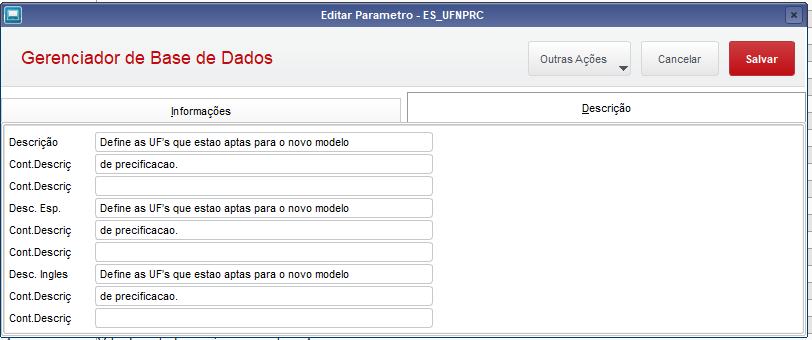 Editar Parametro - ES_UFNPRC
Gerenciador de Base de Dados
Outras Ações
Cancelar
Salvar
Informações
Descrição
Descrição Define as UF's que estao aptas para o novo modelo
Cont.Descriç de precificacao.
Cont.Descriç
Desc. Esp. Define as UF's que estao aptas para o novo modelo
Cont.Descriç de precificacao.
Cont.Descriç
Desc. Ingles Define as UF's que estao aptas para o novo modelo
Cont.Descriç de precificacao.
Cont.Descriç